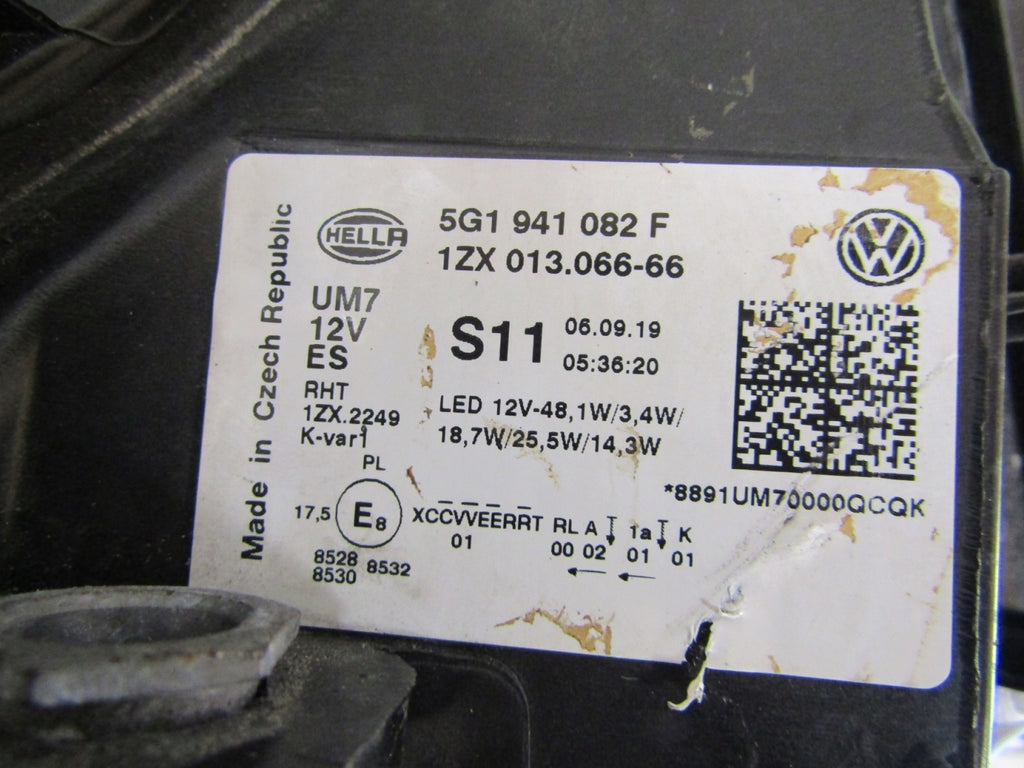 Made in Czech Republic
HELLA
5G1 941 082 F
1ZX 013.066-66
VW
UM7
12V
ES
S11
06.09.19
05:36:20
RHT
1ZX.2249
K-var1
LED 12V-48,1W/3,4W/
18,7W/25,5W/14,3W
*8891UM70000QCQK
PL
17,5 E8 XCCVVEERRT RL A 1a K
01 00 02 01 01
8528 8532
8530